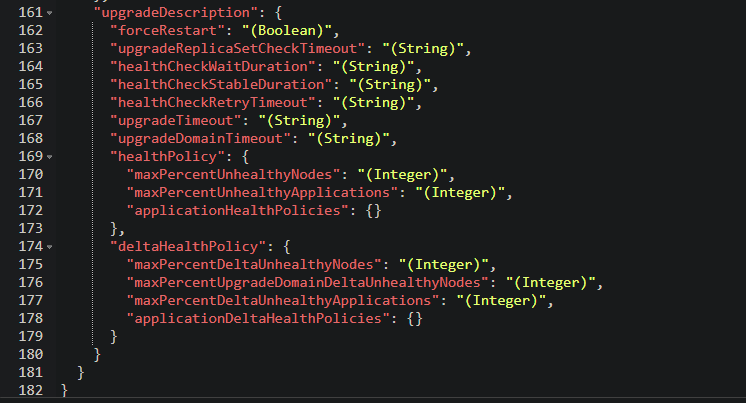 161 "upgradeDescription": {
162 "forceRestart": "(Boolean)",
163 "upgradeReplicaSetCheckTimeout": "(String)",
164 "healthCheckWaitDuration": "(String)",
165 "healthCheckStableDuration": "(String)",
166 "healthCheckRetryTimeout": "(String)",
167 "upgradeTimeout": "(String)",
168 "upgradeDomainTimeout": "(String)",
169 "healthPolicy": {
170 "maxPercentUnhealthyNodes": "(Integer)",
171 "maxPercentUnhealthyApplications": "(Integer)",
172 "applicationHealthPolicies": {}
173 },
174 "deltaHealthPolicy": {
175 "maxPercentDeltaUnhealthyNodes": "(Integer)",
176 "maxPercentUpgradeDomainDeltaUnhealthyNodes": "(Integer)",
177 "maxPercentDeltaUnhealthyApplications": "(Integer)",
178 "applicationDeltaHealthPolicies": {}
179 }
180 }
181 }
182 }